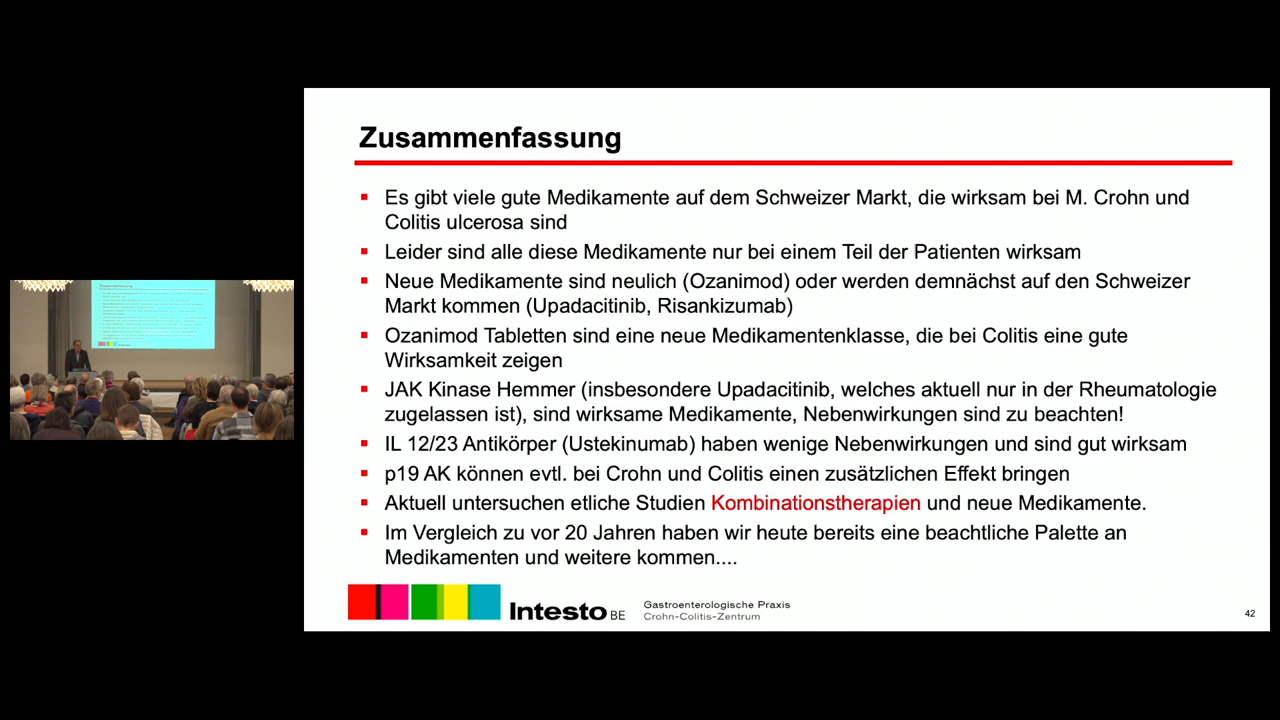 Zusammenfassung
Es gibt viele gute Medikamente auf dem Schweizer Markt, die wirksam bei M. Crohn und
Colitis ulcerosa sind
Leider sind alle diese Medikamente nur bei einem Teil der Patienten wirksam
Neue Medikamente sind neulich (Ozanimod) oder werden demnächst auf den Schweizer
Markt kommen (Upadacitinib, Risankizumab)
Ozanimod Tabletten sind eine neue Medikamentenklasse, die bei Colitis eine gute
Wirksamkeit zeigen
JAK Kinase Hemmer (insbesondere Upadacitinib, welches aktuell nur in der Rheumatologie
zugelassen ist), sind wirksame Medikamente, Nebenwirkungen sind zu beachten!
IL 12/23 Antikörper (Ustekinumab) haben wenige Nebenwirkungen und sind gut wirksam
p19 AK können evtl. bei Crohn und Colitis einen zusätzlichen Effekt bringen
Aktuell untersuchen etliche Studien Kombinationstherapien und neue Medikamente.
Im Vergleich zu vor 20 Jahren haben wir heute bereits eine beachtliche Palette an
Medikamenten und weitere kommen....
Intesto BE
Gastroenterologische Praxis
Crohn-Colitis-Zentrum
42
Zusammenfassung